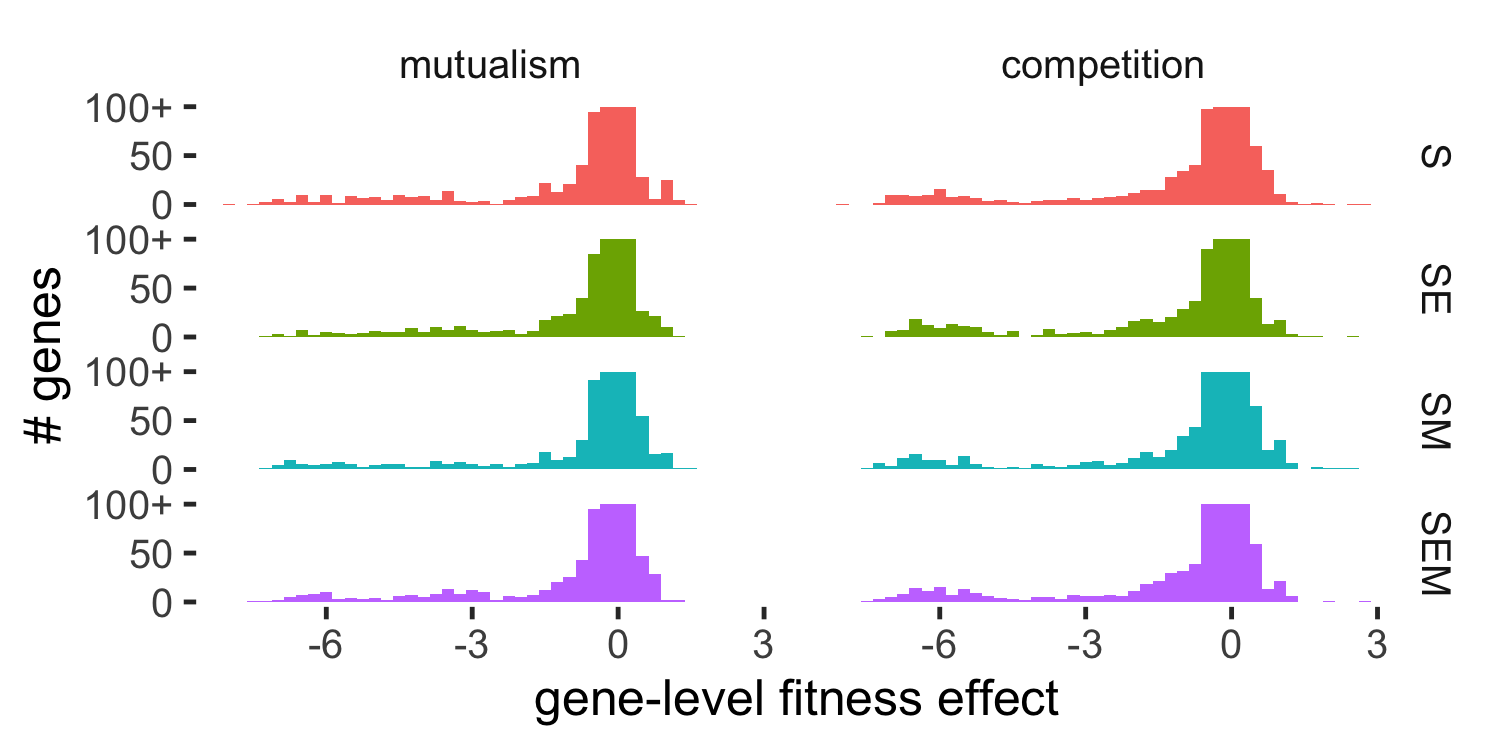 mutualism
competition
100+
50
0
S
100+
50
0
SE
100+
50
0
SM
100+
50
0
SEM
# genes
-6 -3 0 3
-6 -3 0 3
gene-level fitness effect